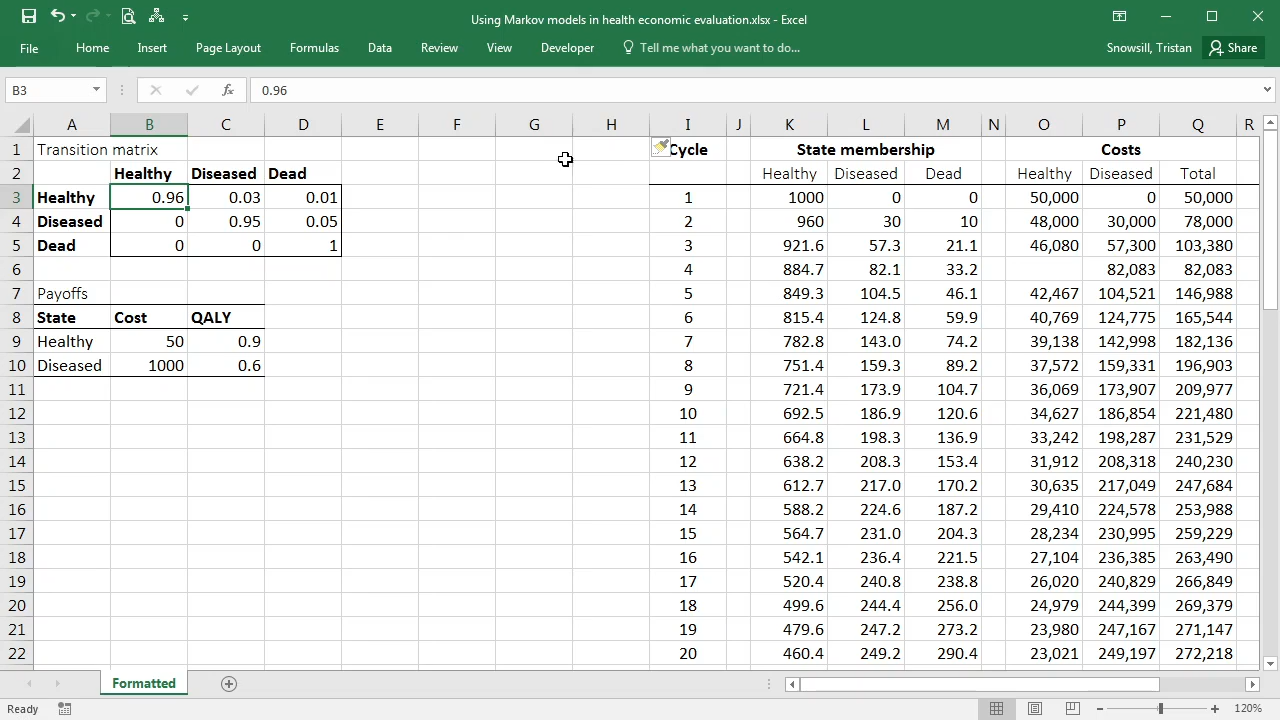 Using Markov models in health economic evaluation.xlsx - Excel
File Home Insert Page Layout Formulas Data Review View Developer Tell me what you want to do... Snowsill, Tristan Share
B3 fx 0.96
A B C D E F G H I J K L M N O P Q R
1 Transition matrix Cycle State membership Costs
2 Healthy Diseased Dead Healthy Diseased Dead Healthy Diseased Total
3 Healthy 0.96 0.03 0.01 1 1000 0 0 50,000 0 50,000
4 Diseased 0 0.95 0.05 2 960 30 10 48,000 30,000 78,000
5 Dead 0 0 1 3 921.6 57.3 21.1 46,080 57,300 103,380
6 4 884.7 82.1 33.2 82,083 82,083
7 Payoffs 5 849.3 104.5 46.1 42,467 104,521 146,988
8 State Cost QALY 6 815.4 124.8 59.9 40,769 124,775 165,544
9 Healthy 50 0.9 7 782.8 143.0 74.2 39,138 142,998 182,136
10 Diseased 1000 0.6 8 751.4 159.3 89.2 37,572 159,331 196,903
11 9 721.4 173.9 104.7 36,069 173,907 209,977
12 10 692.5 186.9 120.6 34,627 186,854 221,480
13 11 664.8 198.3 136.9 33,242 198,287 231,529
14 12 638.2 208.3 153.4 31,912 208,318 240,230
15 13 612.7 217.0 170.2 30,635 217,049 247,684
16 14 588.2 224.6 187.2 29,410 224,578 253,988
17 15 564.7 231.0 204.3 28,234 230,995 259,229
18 16 542.1 236.4 221.5 27,104 236,385 263,490
19 17 520.4 240.8 238.8 26,020 240,829 266,849
20 18 499.6 244.4 256.0 24,979 244,399 269,379
21 19 479.6 247.2 273.2 23,980 247,167 271,147
22 20 460.4 249.2 290.4 23,021 249,197 272,218
Formatted
Ready 120%